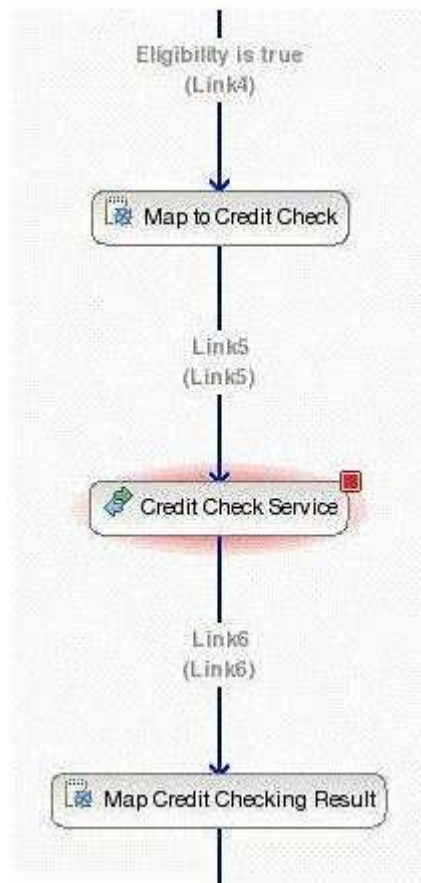 Eligibility is true
(Link4)
Map to Credit Check
Link5
(Link5)
Credit Check Service
Link6
(Link6)
Map Credit Checking Result